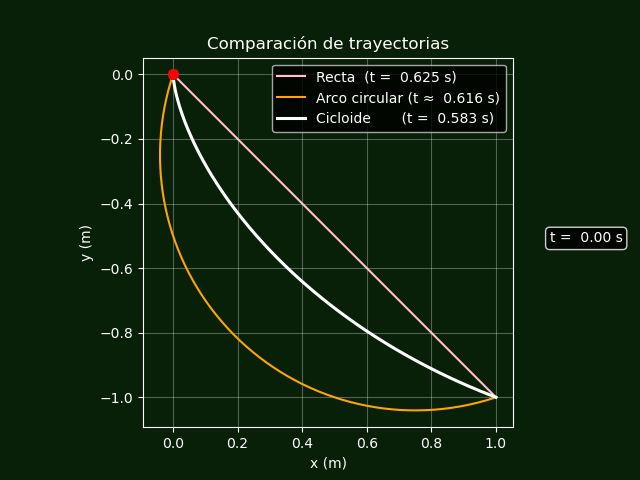 Comparación de trayectorias
Recta (t = 0.625 s)
Arco circular (t ≈ 0.616 s)
Cicloide (t = 0.583 s)
0.0
−0.2
−0.4
−0.6
−0.8
−1.0
y (m)
t = 0.00 s
0.0 0.2 0.4 0.6 0.8 1.0
x (m)